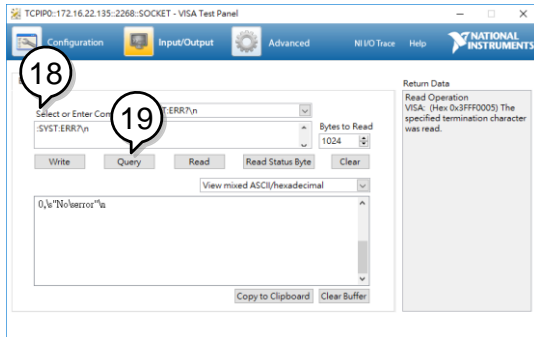 TCPIP0::172.16.22.135::2268::SOCKET - VISA Test Panel
Configuration Input/Output Advanced NI I/O Trace Help NATIONAL INSTRUMENTS
18
Return Data
Read Operation
VISA: (Hex 0x3FFF0005) The
specified termination character
was read.
Select or Enter Con
T:ERR?\n
19
:SYST:ERR?\n
Bytes to Read
1024
Write Query Read Read Status Byte Clear
View mixed ASCII/hexadecimal
0,\s"No\serror"\n
Copy to Clipboard Clear Buffer